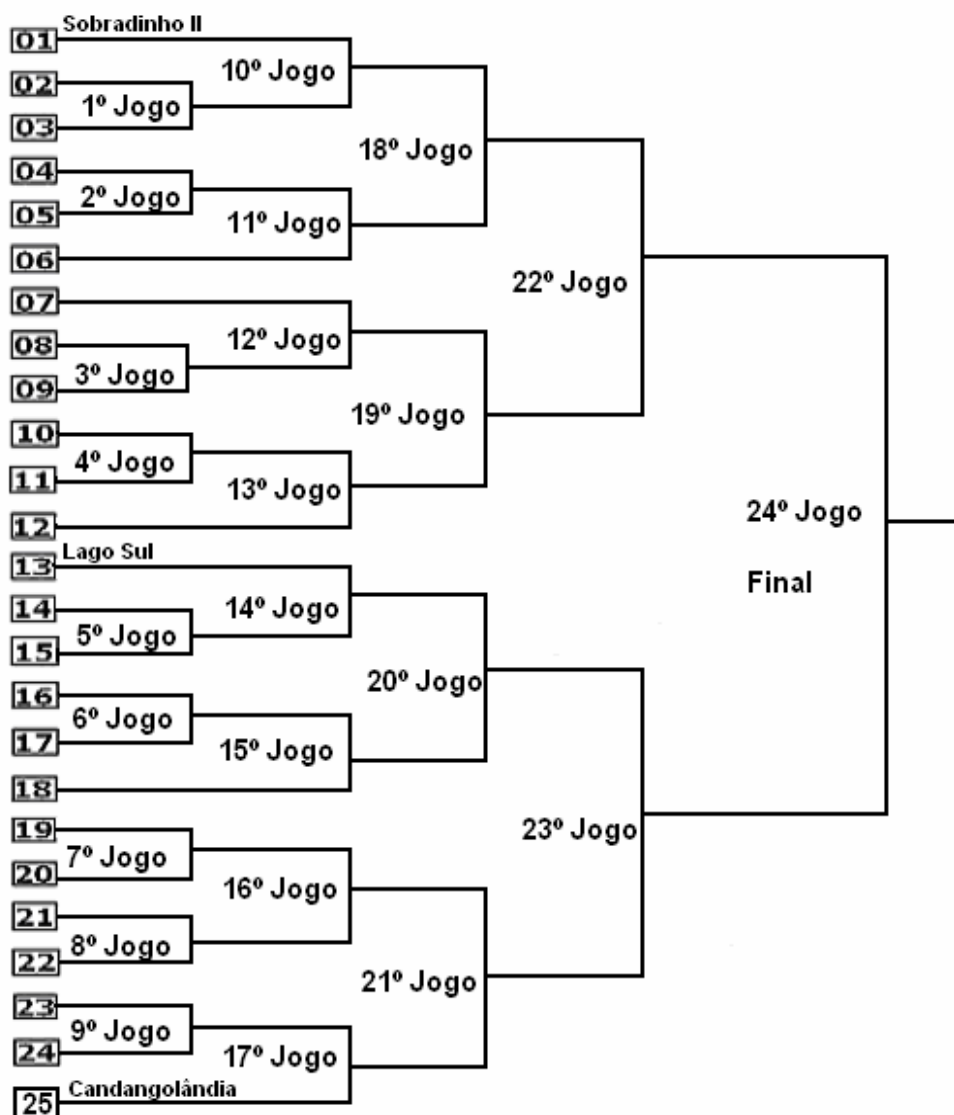 01 Sobradinho II
10º Jogo
02
1º Jogo
03
18º Jogo
04
2º Jogo
05
11º Jogo
06
22º Jogo
07
12º Jogo
08
3º Jogo
09
19º Jogo
10
4º Jogo
11
13º Jogo
12
24º Jogo
Final
13 Lago Sul
14º Jogo
14
5º Jogo
15
20º Jogo
16
6º Jogo
17
15º Jogo
18
23º Jogo
19
7º Jogo
20
16º Jogo
21
8º Jogo
22
21º Jogo
23
9º Jogo
24
17º Jogo
25 Candangolândia